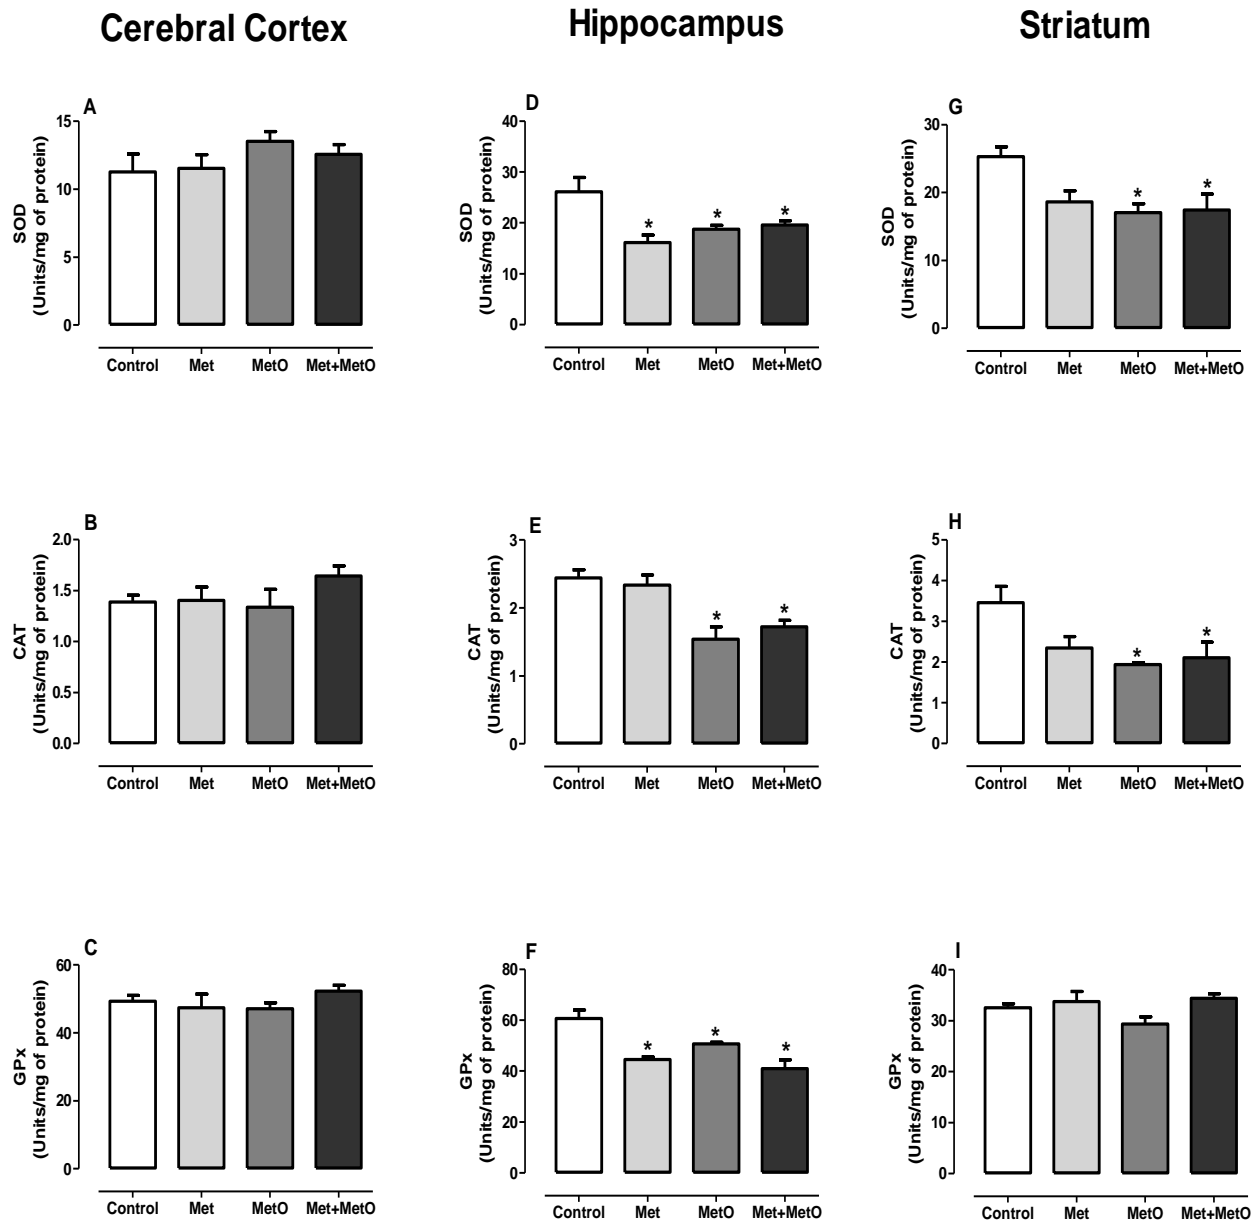 Cerebral Cortex
Hippocampus
Striatum
A
SOD
(Units/mg of protein)
15
10
5
0
Control Met MetO Met+MetO
D
SOD
(Units/mg of protein)
40
30
20
10
0
* * *
Control Met MetO Met+MetO
G
SOD
(Units/mg of protein)
30
20
10
0
* *
Control Met MetO Met+MetO
B
CAT
(Units/mg of protein)
2.0
1.5
1.0
0.5
0.0
Control Met MetO Met+MetO
E
CAT
(Units/mg of protein)
3
2
1
0
* *
Control Met MetO Met+MetO
H
CAT
(Units/mg of protein)
5
4
3
2
1
0
* *
Control Met MetO Met+MetO
C
GPx
(Units/mg of protein)
60
40
20
0
Control Met MetO Met+MetO
F
GPx
(Units/mg of protein)
80
60
40
20
0
* * *
Control Met MetO Met+MetO
I
GPx
(Units/mg of protein)
40
30
20
10
0
Control Met MetO Met+MetO